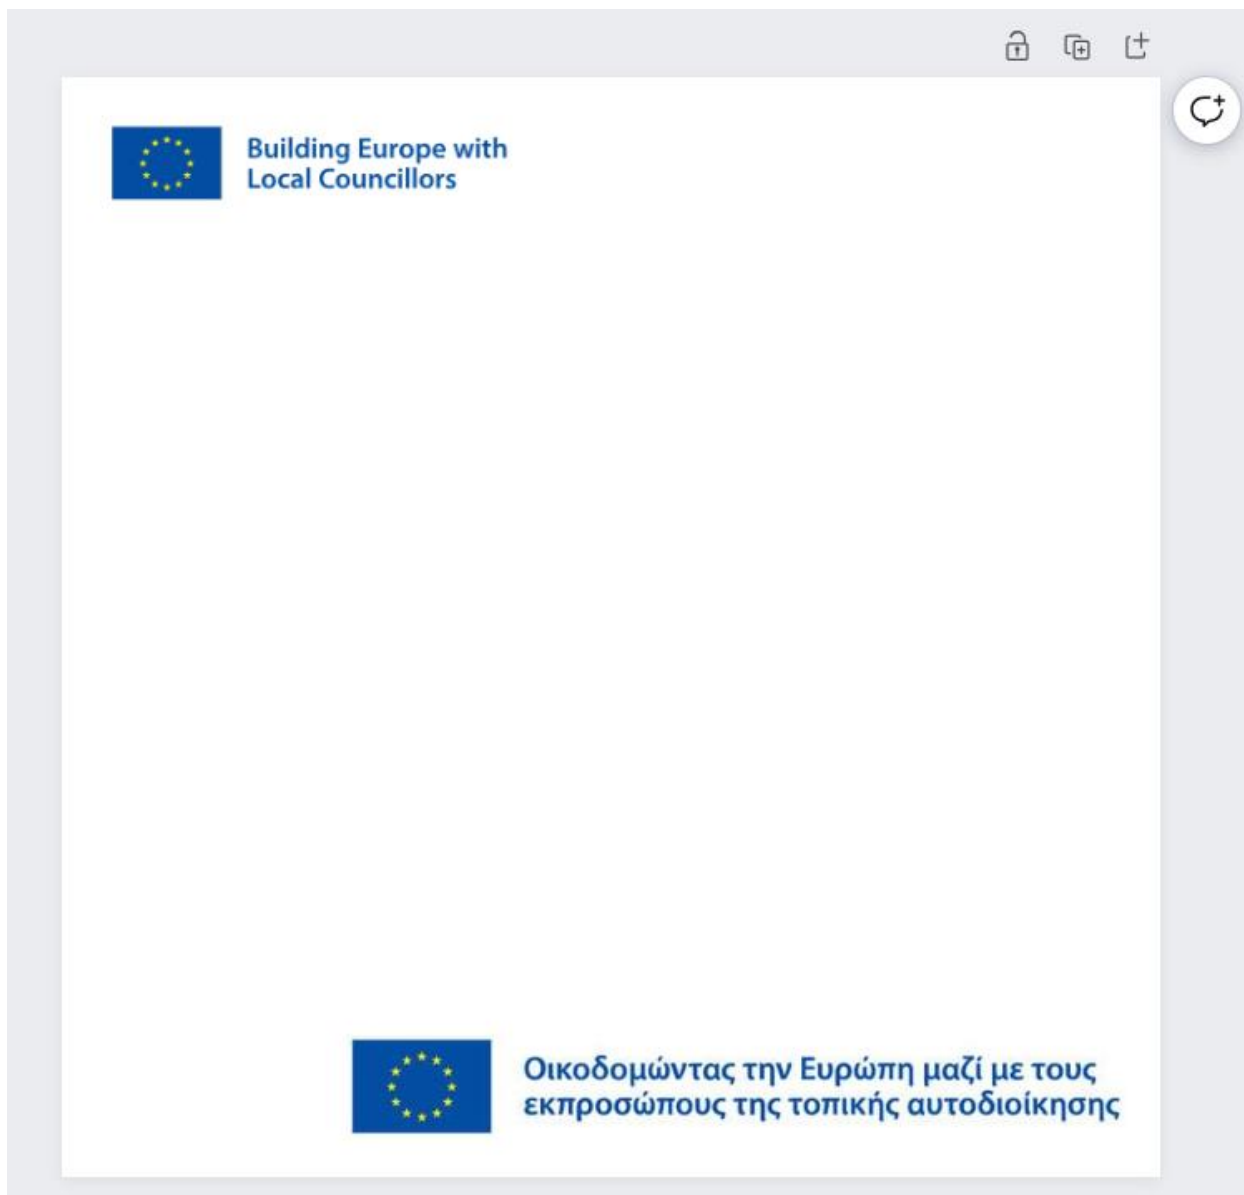 Building Europe with
Local Councillors
Οικοδομώντας την Ευρώπη μαζί με τους
εκπροσώπους της τοπικής αυτοδιοίκησης